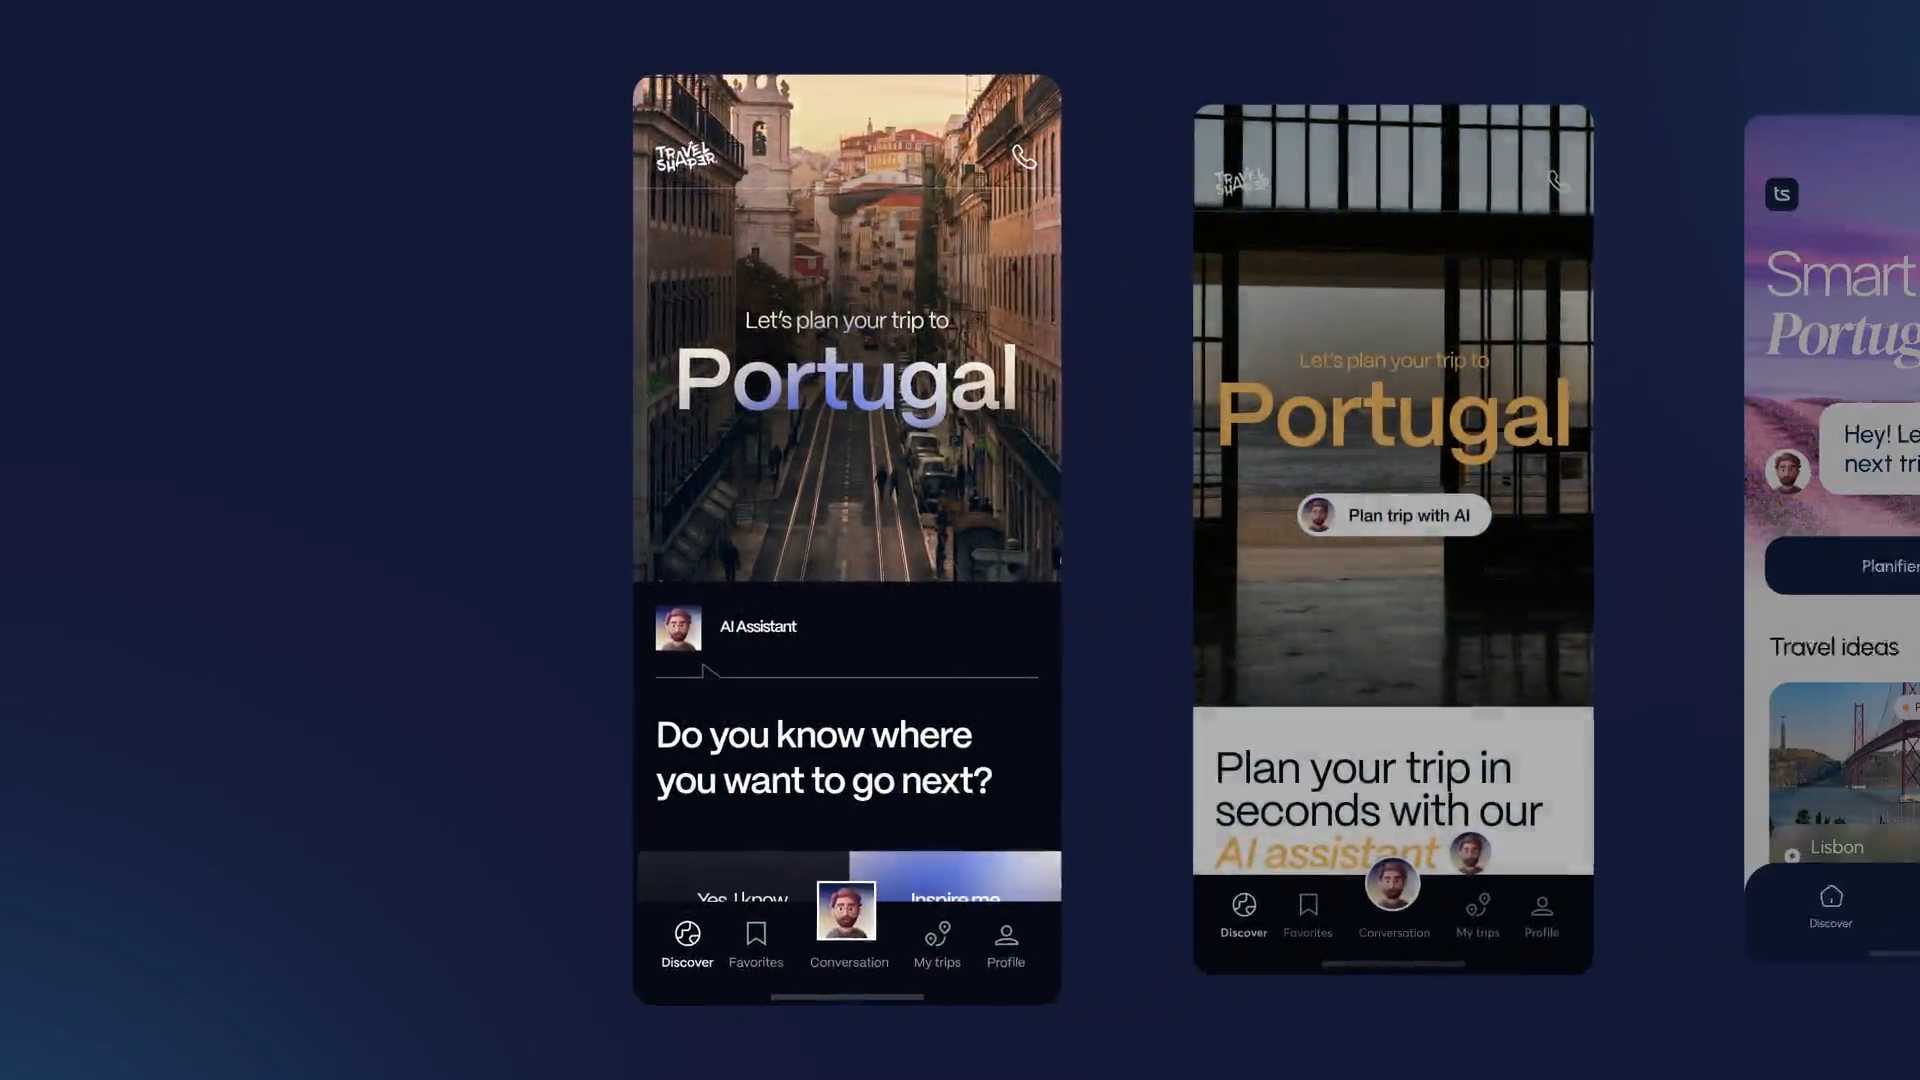 TRAVEL
SHAPER.
Let's plan your trip to
Portugal
AI Assistant
Do you know where
you want to go next?
Yes, I know
Inspire me
Discover
Favorites
Conversation
My trips
Profile
TRAVEL
SHAPER
Let's plan your trip to
Portugal
Plan trip with AI
Plan your trip in
seconds with our
AI assistant
Discover
Favorites
Conversation
My trips
Profile
ts
Smart
Portug
Hey! Le
next tri
Planifier
Travel ideas
Lisbon
Discover